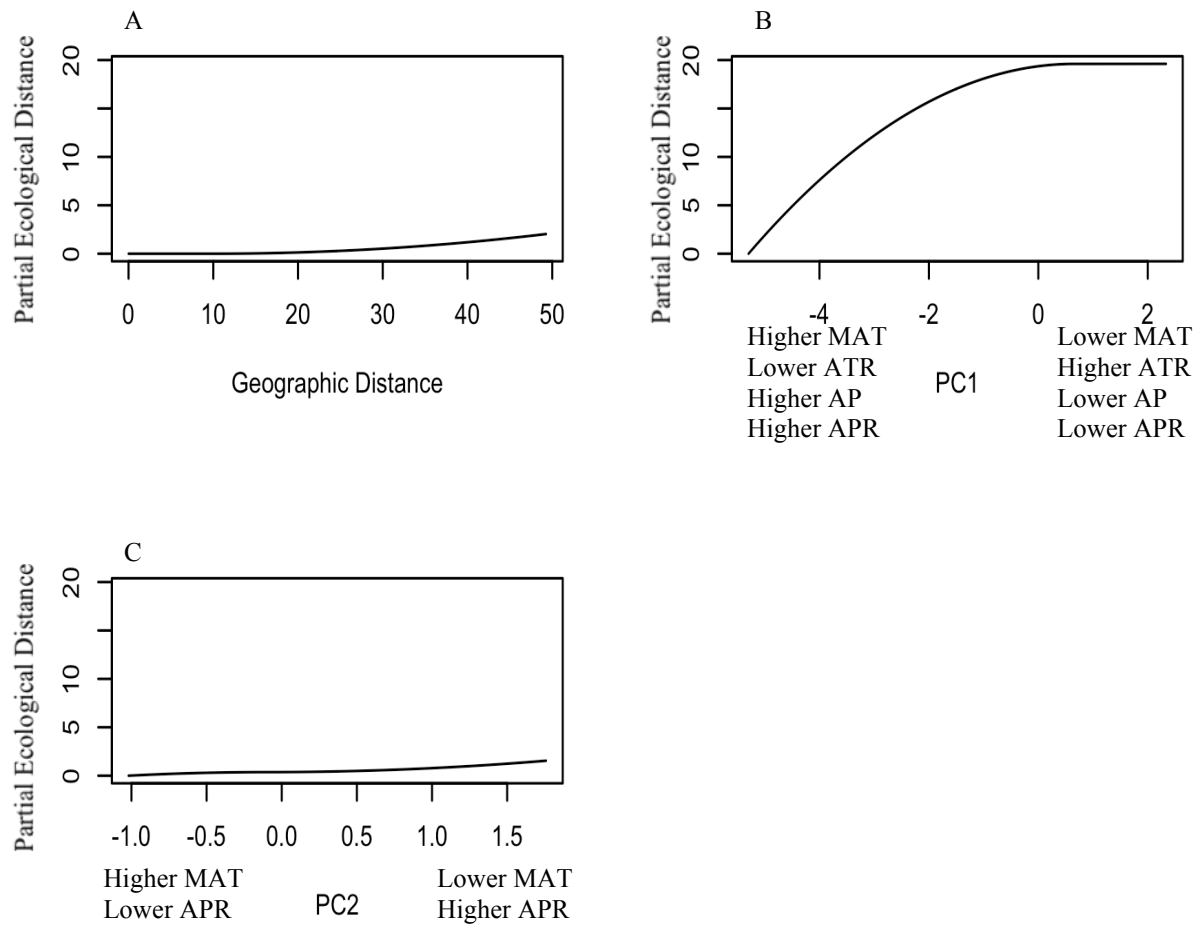 A
Partial Ecological Distance
20
10
5
0
0 10 20 30 40 50
Geographic Distance
B
Partial Ecological Distance
20
10
5
0
-4 -2 0 2
Higher MAT
Lower ATR
Higher AP
Higher APR
PC1
Lower MAT
Higher ATR
Lower AP
Lower APR
C
Partial Ecological Distance
20
10
5
0
-1.0 -0.5 0.0 0.5 1.0 1.5
Higher MAT
Lower APR
PC2
Lower MAT
Higher APR